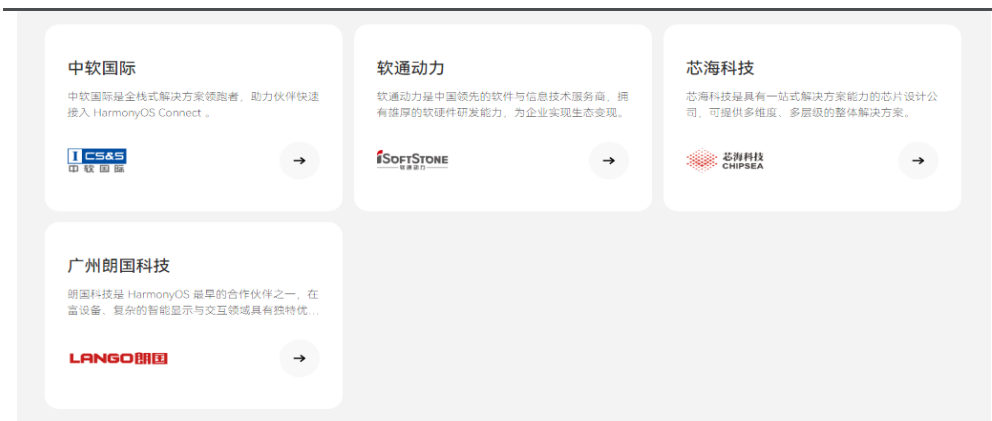 中软国际
中软国际是全栈式解决方案领跑者，助力伙伴快速
接入 HarmonyOS Connect 。
I CS&S
中软国际
软通动力
软通动力是中国领先的软件与信息技术服务商，拥
有雄厚的软硬件研发能力，为企业实现生态变现。
iSOFTSTONE
软通动力
芯海科技
芯海科技是具有一站式解决方案能力的芯片设计公
司，可提供多维度、多层级的整体解决方案。
芯海科技
CHIPSEA
广州朗国科技
朗国科技是 HarmonyOS 最早的合作伙伴之一，在
富设备、复杂的智能显示与交互领域具有独特优...
LANGO朗国